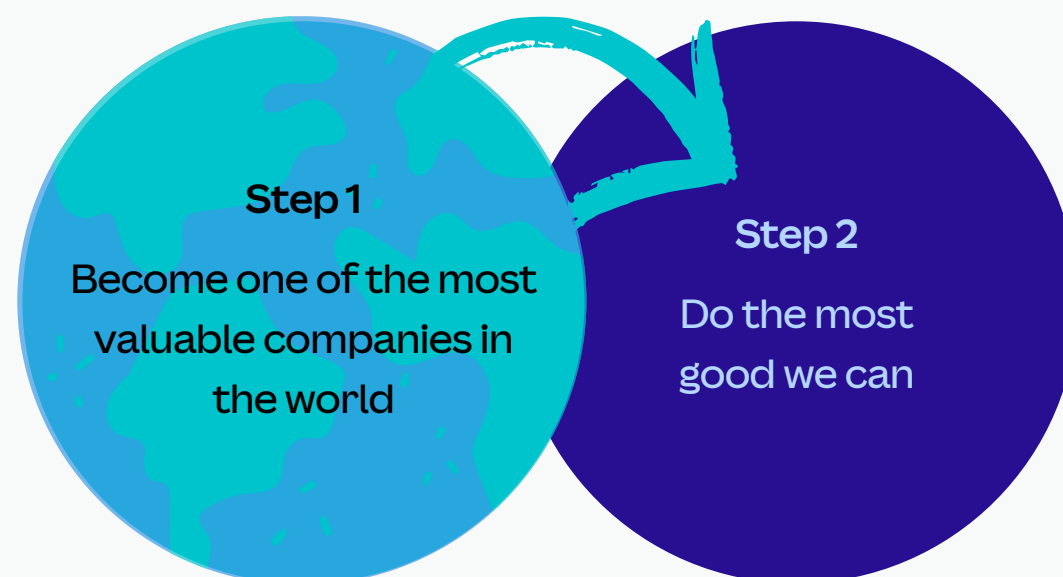 Step 1
Become one of the most
valuable companies in
the world
Step 2
Do the most
good we can